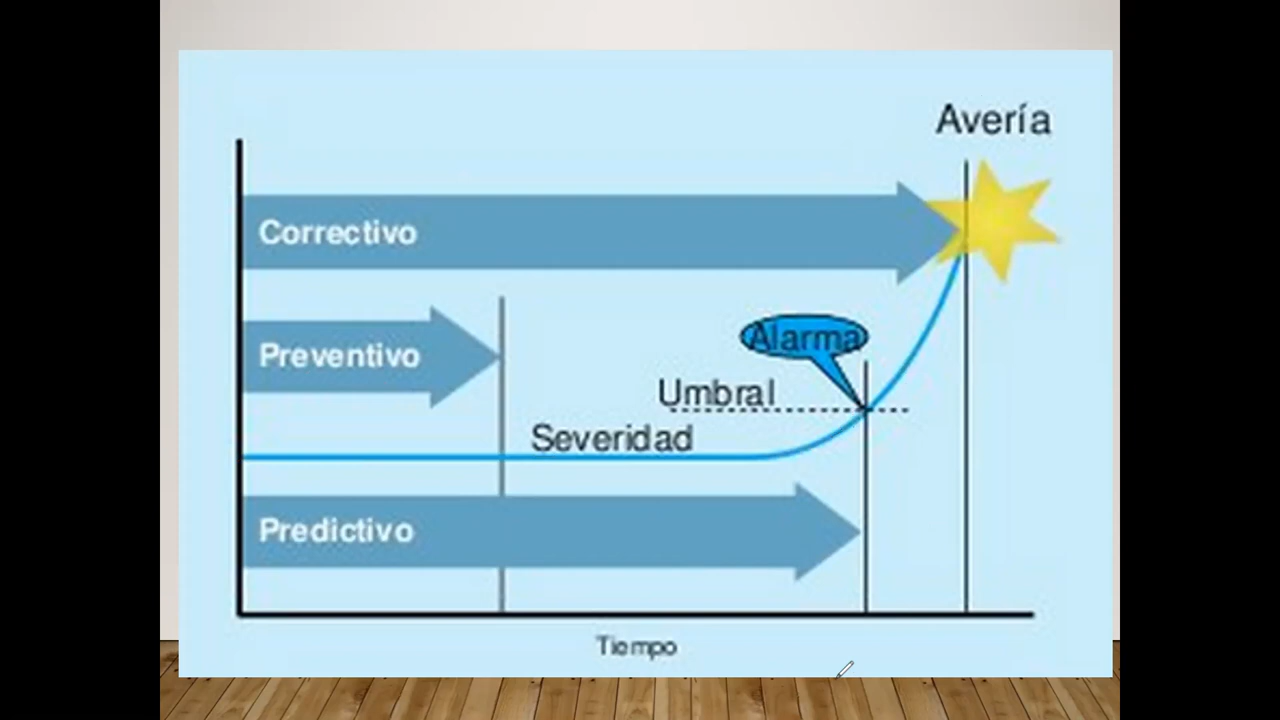 Avería
Correctivo
Alarma
Preventivo
Umbral
Severidad
Predictivo
Tiempo